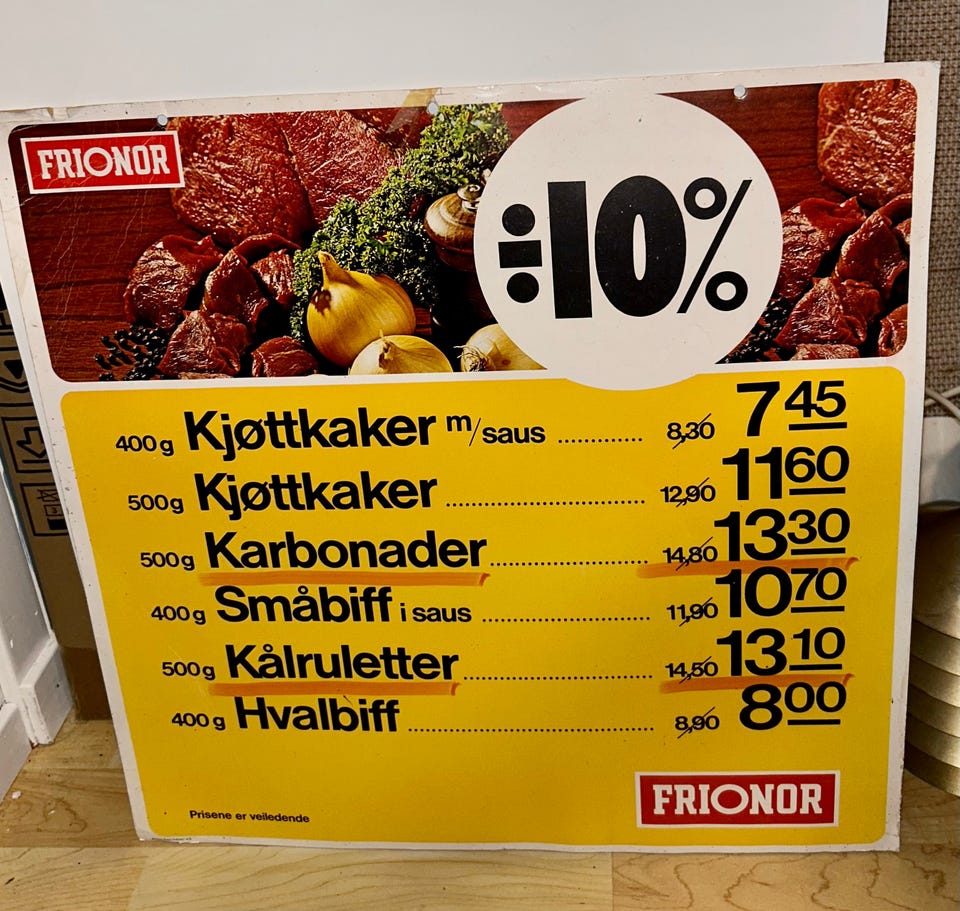 FRIONOR
÷10%
400g Kjøttkaker m/saus .............. 8,30 7 45
500g Kjøttkaker ................................. 12,90 11 60
500g Karbonader .......................... 14,80 13 30
400g Småbiff i saus ........................... 11,90 10 70
500g Kålruletter .............................. 14,50 13 10
400g Hvalbiff ........................................ 8,90 8 00
Prisene er veiledende
FRIONOR